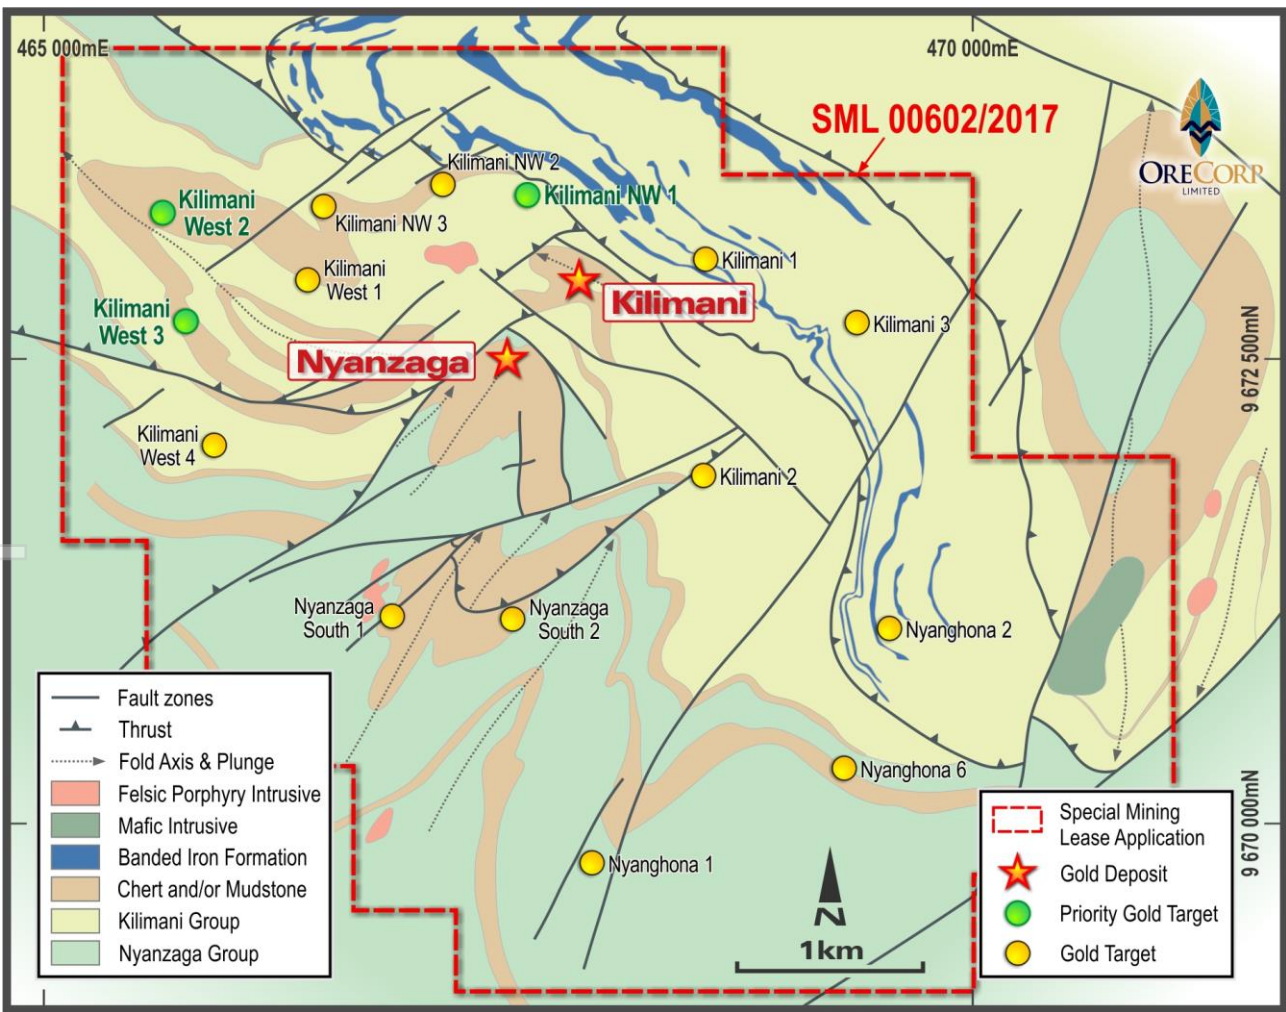 465 000mE
470 000mE
SML 00602/2017
ORECORP
LIMITED
Kilimani NW 2
Kilimani
West 2
Kilimani NW 1
Kilimani NW 3
Kilimani 1
Kilimani
West 1
Kilimani
Kilimani
West 3
Kilimani 3
Nyanzaga
9 672 500mN
Kilimani
West 4
Kilimani 2
Nyanzaga
South 1
Nyanzaga
South 2
Nyanghona 2
Nyanghona 6
Nyanghona 1
9 670 000mN
Fault zones
Thrust
Fold Axis & Plunge
Felsic Porphyry Intrusive
Mafic Intrusive
Banded Iron Formation
Chert and/or Mudstone
Kilimani Group
Nyanzaga Group
N
1km
Special Mining
Lease Application
Gold Deposit
Priority Gold Target
Gold Target